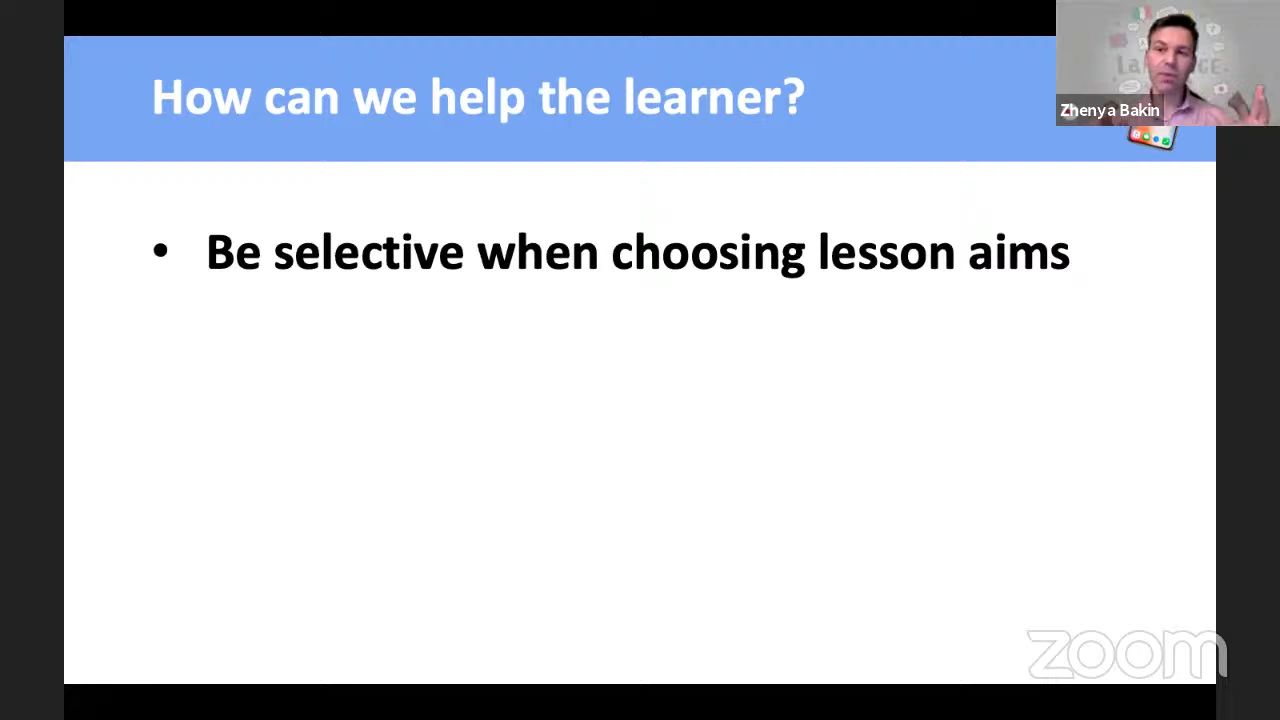 How can we help the learner?
Zhenya Bakin
• Be selective when choosing lesson aims
zoom